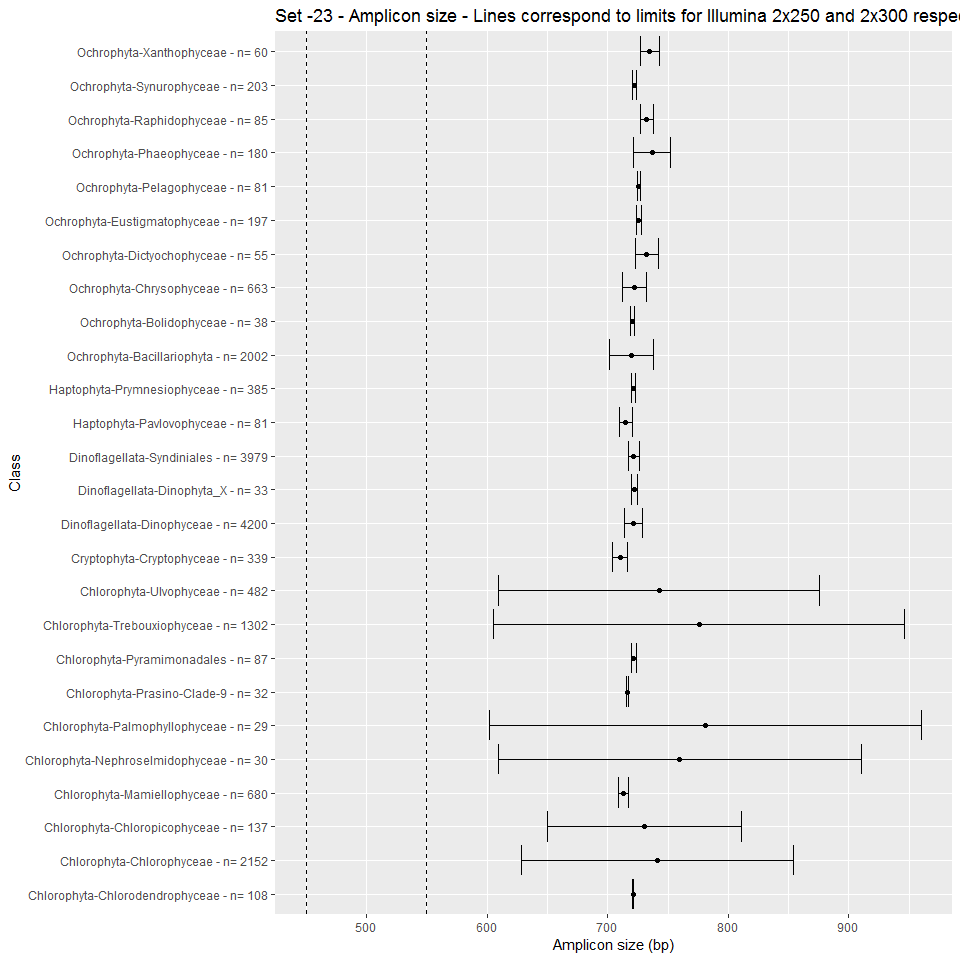 Set -23 - Amplicon size - Lines correspond to limits for Illumina 2x250 and 2x300 respec
Ochrophyta-Xanthophyceae - n= 60
Ochrophyta-Synurophyceae - n= 203
Ochrophyta-Raphidophyceae - n= 85
Ochrophyta-Phaeophyceae - n= 180
Ochrophyta-Pelagophyceae - n= 81
Ochrophyta-Eustigmatophyceae - n= 197
Ochrophyta-Dictyochophyceae - n= 55
Ochrophyta-Chrysophyceae - n= 663
Ochrophyta-Bolidophyceae - n= 38
Ochrophyta-Bacillariophyta - n= 2002
Haptophyta-Prymnesiophyceae - n= 385
Haptophyta-Pavlovophyceae - n= 81
Dinoflagellata-Syndiniales - n= 3979
Dinoflagellata-Dinophyta_X - n= 33
Dinoflagellata-Dinophyceae - n= 4200
Cryptophyta-Cryptophyceae - n= 339
Chlorophyta-Ulvophyceae - n= 482
Chlorophyta-Trebouxiophyceae - n= 1302
Chlorophyta-Pyramimonadales - n= 87
Chlorophyta-Prasino-Clade-9 - n= 32
Chlorophyta-Palmophyllophyceae - n= 29
Chlorophyta-Nephroselmidophyceae - n= 30
Chlorophyta-Mamiellophyceae - n= 680
Chlorophyta-Chloropicophyceae - n= 137
Chlorophyta-Chlorophyceae - n= 2152
Chlorophyta-Chlorodendrophyceae - n= 108
Class
500 600 700 800 900
Amplicon size (bp)